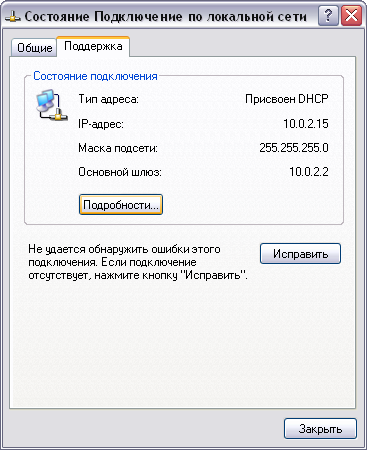 Состояние Подключение по локальной сети
Общие Поддержка
Состояние подключения
Тип адреса: Присвоен DHCP
IP-адрес: 10.0.2.15
Маска подсети: 255.255.255.0
Основной шлюз: 10.0.2.2
Подробности...
Не удается обнаружить ошибки этого
подключения. Если подключение
отсутствует, нажмите кнопку "Исправить".
Исправить
Закрыть